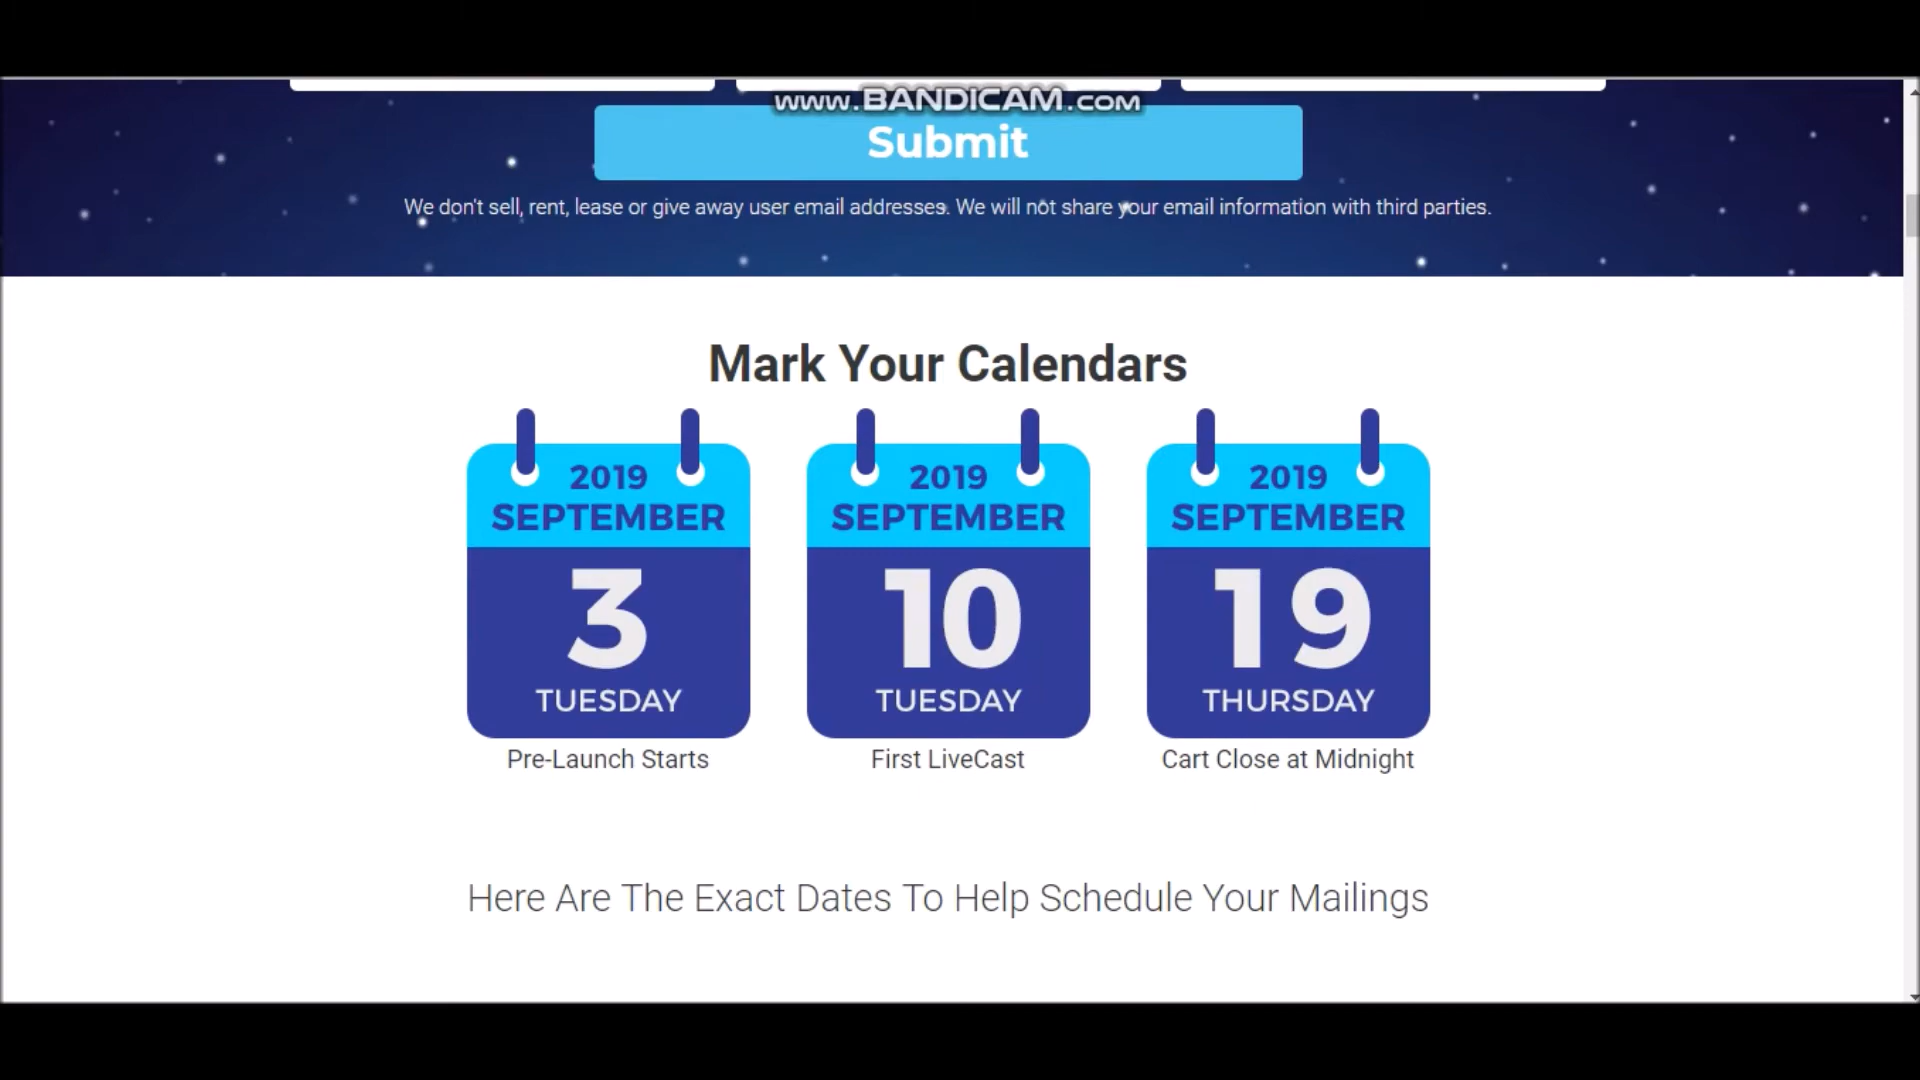 www.BANDICAM.com
Submit
We don't sell, rent, lease or give away user email addresses. We will not share your email information with third parties.
Mark Your Calendars
2019
SEPTEMBER
3
TUESDAY
Pre-Launch Starts
2019
SEPTEMBER
10
TUESDAY
First LiveCast
2019
SEPTEMBER
19
THURSDAY
Cart Close at Midnight
Here Are The Exact Dates To Help Schedule Your Mailings